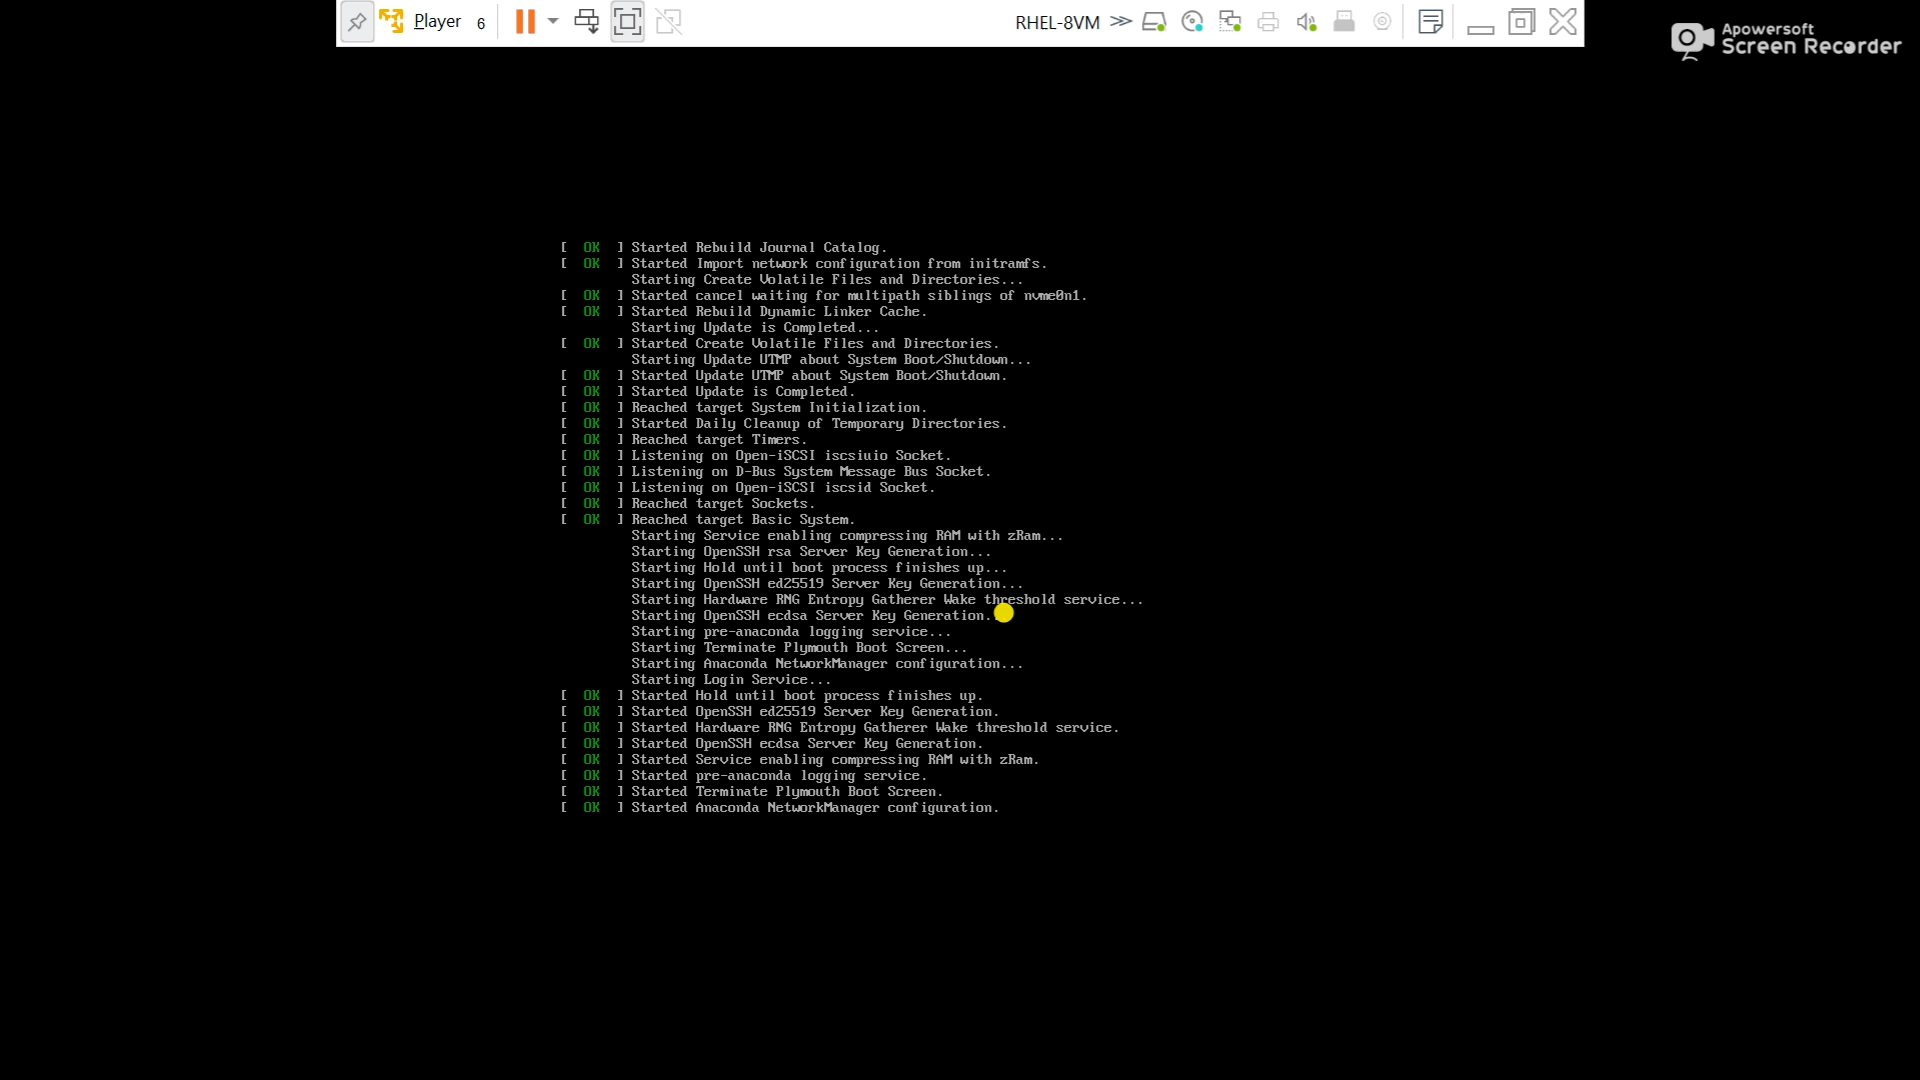 Player 6
RHEL-8VM
Apowersoft
Screen Recorder
[ OK ] Started Rebuild Journal Catalog.
[ OK ] Started Import network configuration from initramfs.
Starting Create Volatile Files and Directories...
[ OK ] Started cancel waiting for multipath siblings of nvme0n1.
[ OK ] Started Rebuild Dynamic Linker Cache.
Starting Update is Completed...
[ OK ] Started Create Volatile Files and Directories.
Starting Update UTMP about System Boot/Shutdown...
[ OK ] Started Update UTMP about System Boot/Shutdown.
[ OK ] Started Update is Completed.
[ OK ] Reached target System Initialization.
[ OK ] Started Daily Cleanup of Temporary Directories.
[ OK ] Reached target Timers.
[ OK ] Listening on Open-iSCSI iscsiuio Socket.
[ OK ] Listening on D-Bus System Message Bus Socket.
[ OK ] Listening on Open-iSCSI iscsid Socket.
[ OK ] Reached target Sockets.
[ OK ] Reached target Basic System.
Starting Service enabling compressing RAM with zRam...
Starting OpenSSH rsa Server Key Generation...
Starting Hold until boot process finishes up...
Starting OpenSSH ed25519 Server Key Generation...
Starting Hardware RNG Entropy Gatherer Wake threshold service...
Starting OpenSSH ecdsa Server Key Generation.
Starting pre-anaconda logging service...
Starting Terminate Plymouth Boot Screen...
Starting Anaconda NetworkManager configuration...
Starting Login Service...
[ OK ] Started Hold until boot process finishes up.
[ OK ] Started OpenSSH ed25519 Server Key Generation.
[ OK ] Started Hardware RNG Entropy Gatherer Wake threshold service.
[ OK ] Started OpenSSH ecdsa Server Key Generation.
[ OK ] Started Service enabling compressing RAM with zRam.
[ OK ] Started pre-anaconda logging service.
[ OK ] Started Terminate Plymouth Boot Screen.
[ OK ] Started Anaconda NetworkManager configuration.